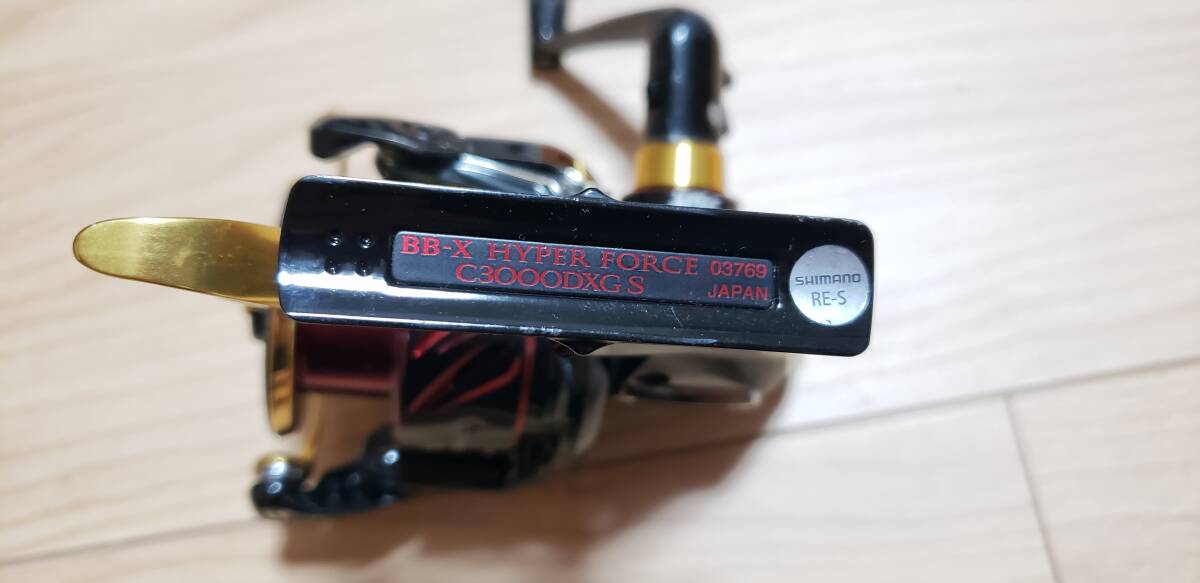 BB-X HYPER FORCE 03769
C3000DXG S JAPAN
SHIMANO
RE-S